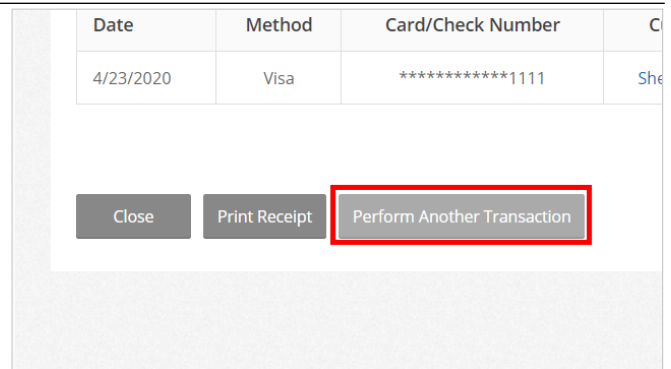 Date Method Card/Check Number
4/23/2020 Visa ************1111
Close Print Receipt Perform Another Transaction